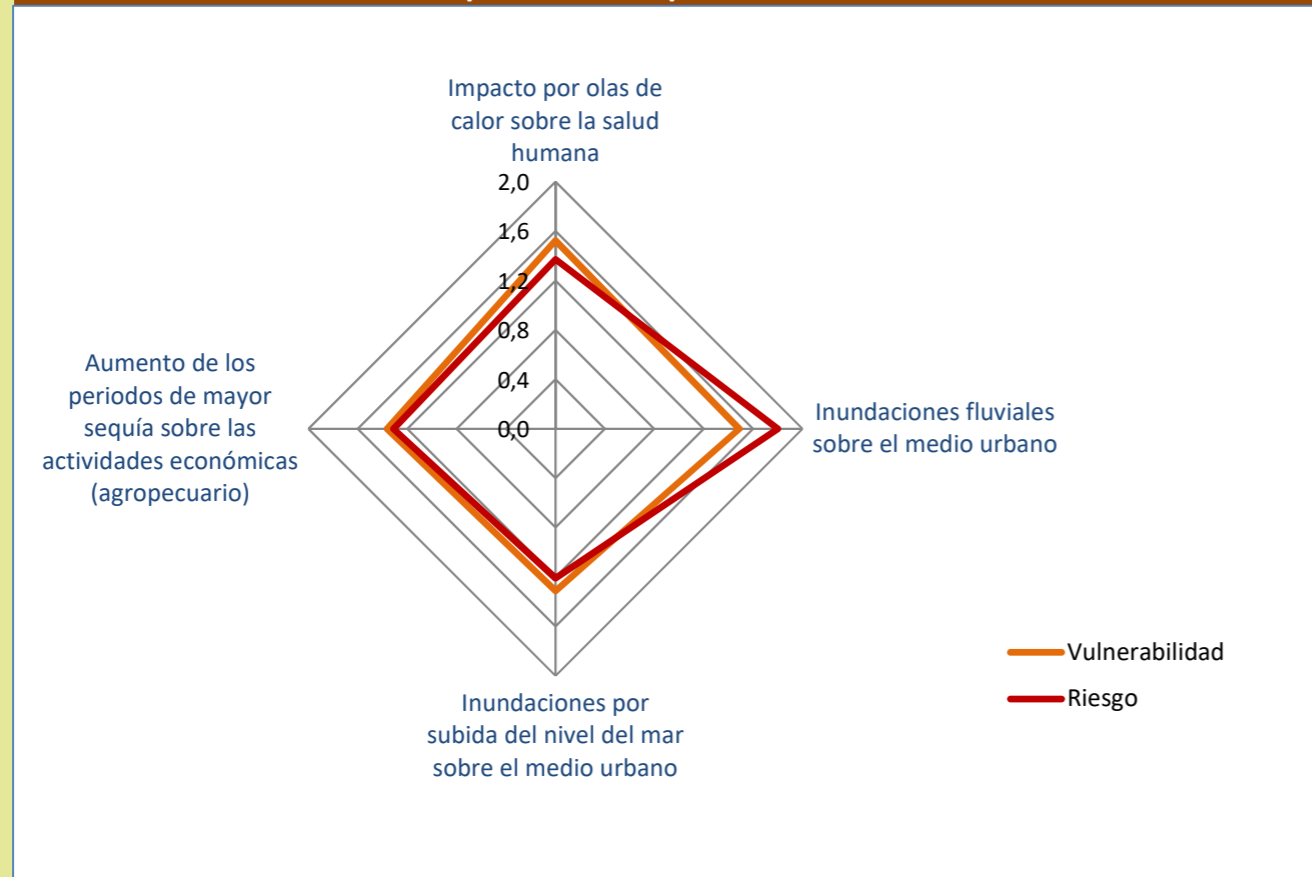 Impacto por olas de
calor sobre la salud
humana
2,0
1,6
1,2
0,8
0,4
0,0
Aumento de los
periodos de mayor
sequía sobre las
actividades económicas
(agropecuario)
Inundaciones fluviales
sobre el medio urbano
Inundaciones por
subida del nivel del mar
sobre el medio urbano
Vulnerabilidad
Riesgo